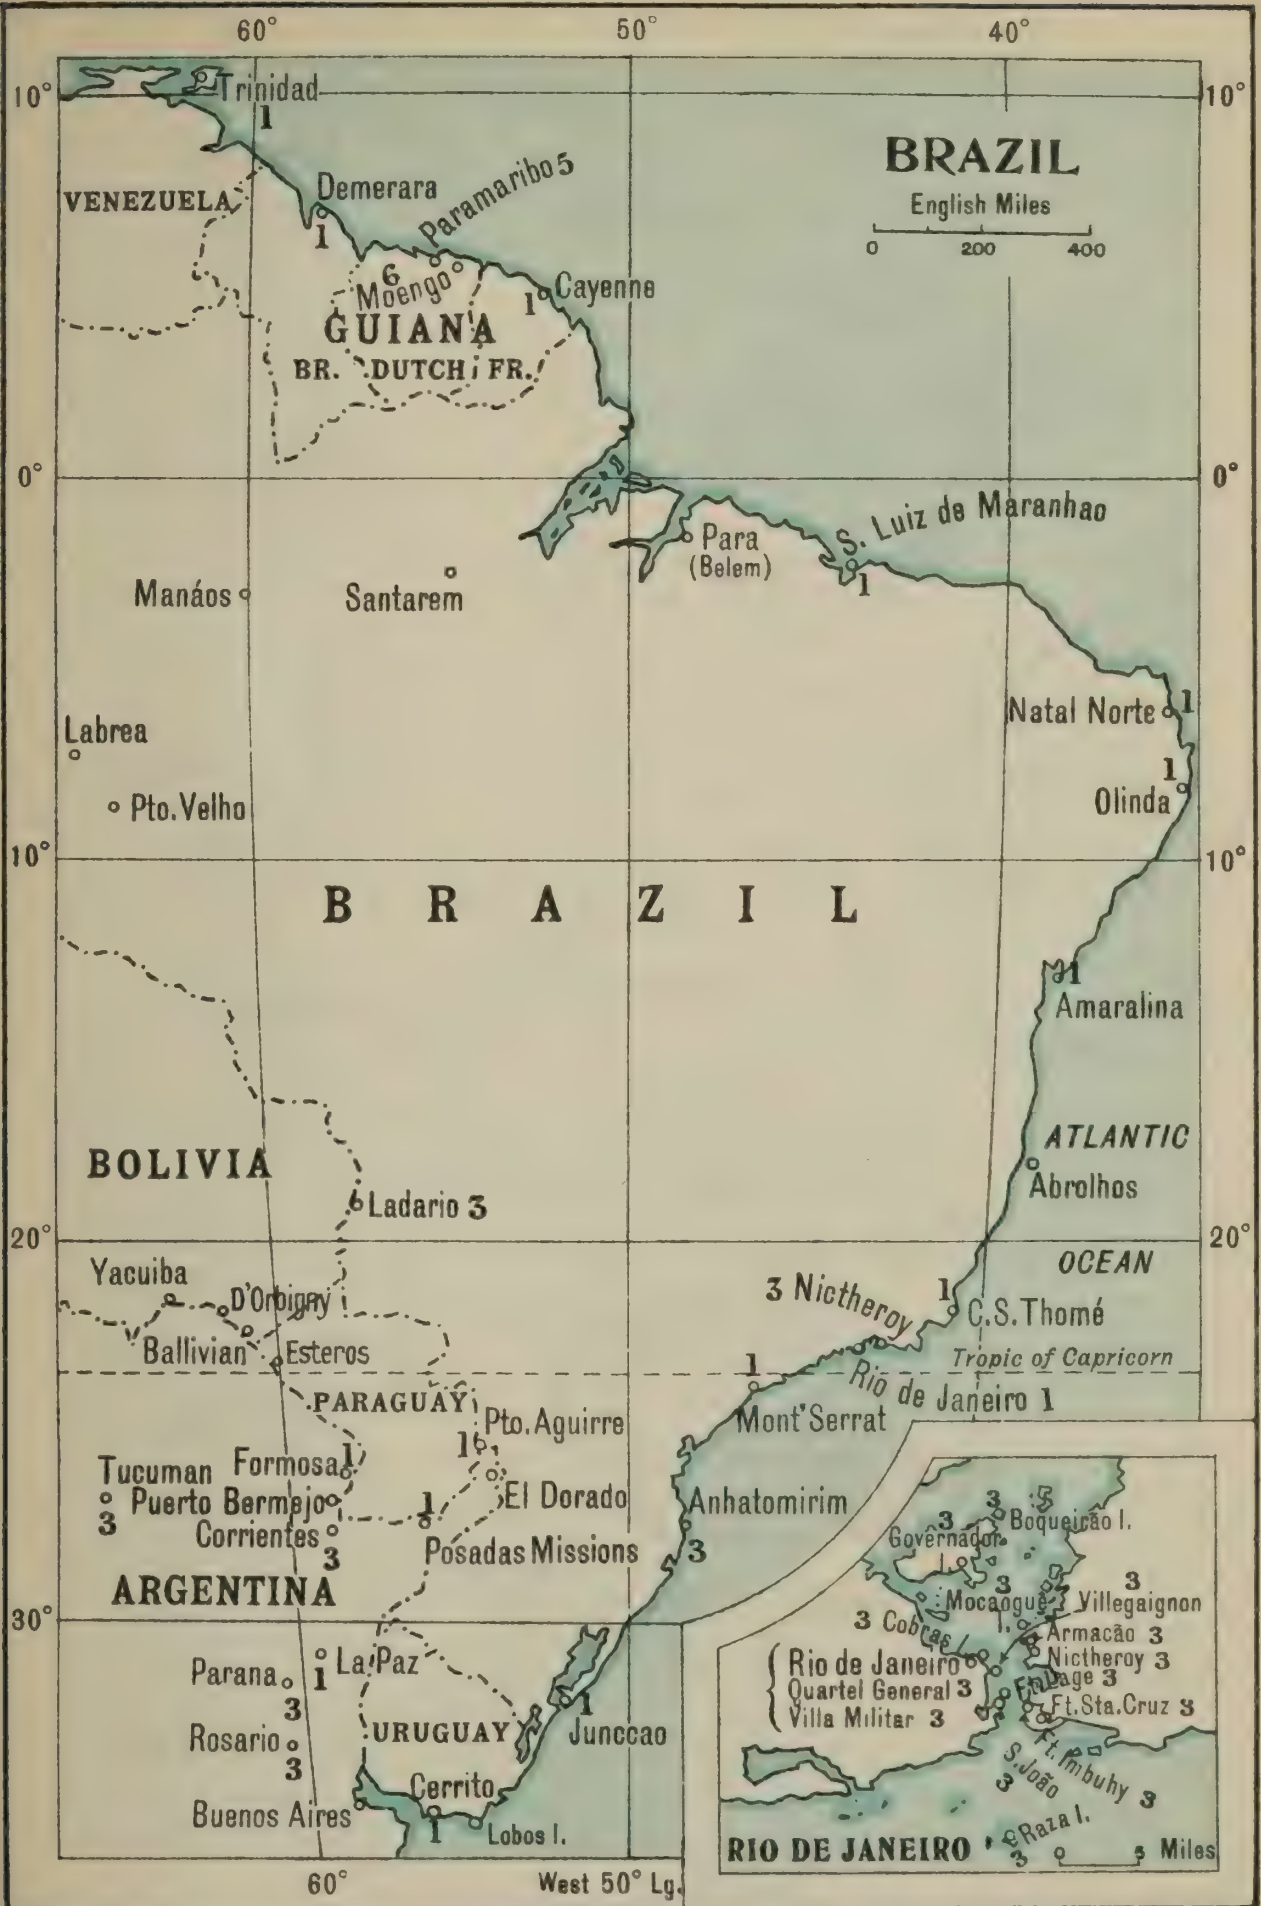 60° 50° 40°
10° Trinidad 10°
1
BRAZIL
English Miles
0 200 400
VENEZUELA
Demerara
1
Paramaribo 5
6
Moengo
Cayenne
1
GUIANA
BR. DUTCH FR.
0° 0°
S. Luiz de Maranhao
1
Para
(Belem)
Manáos
Santarem
Natal Norte 1
Labrea
1
Olinda
Pto. Velho
10° 10°
BRAZIL
1
Amaralina
ATLANTIC
BOLIVIA
Abrolhos
Ladario 3
20° 20°
OCEAN
Yacuiba
D'Orbigny
3 Nictheroy
1
C.S. Thomé
Ballivian
Esteros
Tropic of Capricorn
1
Rio de Janeiro 1
PARAGUAY
Mont' Serrat
Pto. Aguirre
1
Formosa 1
Tucuman
3
Puerto Bermejo
El Dorado
1
Anhatomirim
3
Corrientes
3
Posadas Missions
ARGENTINA
30°
La Paz
1
Parana
3
Rosario
3
URUGUAY
1
Junccao
Cerrito
1
Buenos Aires
Lobos I.
60° West 50° Lg.
3
Boqueirão I.
3
Governador
I.
3
Mocangue
I.
3
Villegaignon
3 Cobras I.
Armacão 3
Rio de Janeiro
Nictheroy 3
Quartel General 3
Ft. Lage 3
Villa Militar 3
Ft. Sta. Cruz 3
Ft. Imbuhy 3
S. João
3
Raza I.
3
RIO DE JANEIRO
0 5 Miles